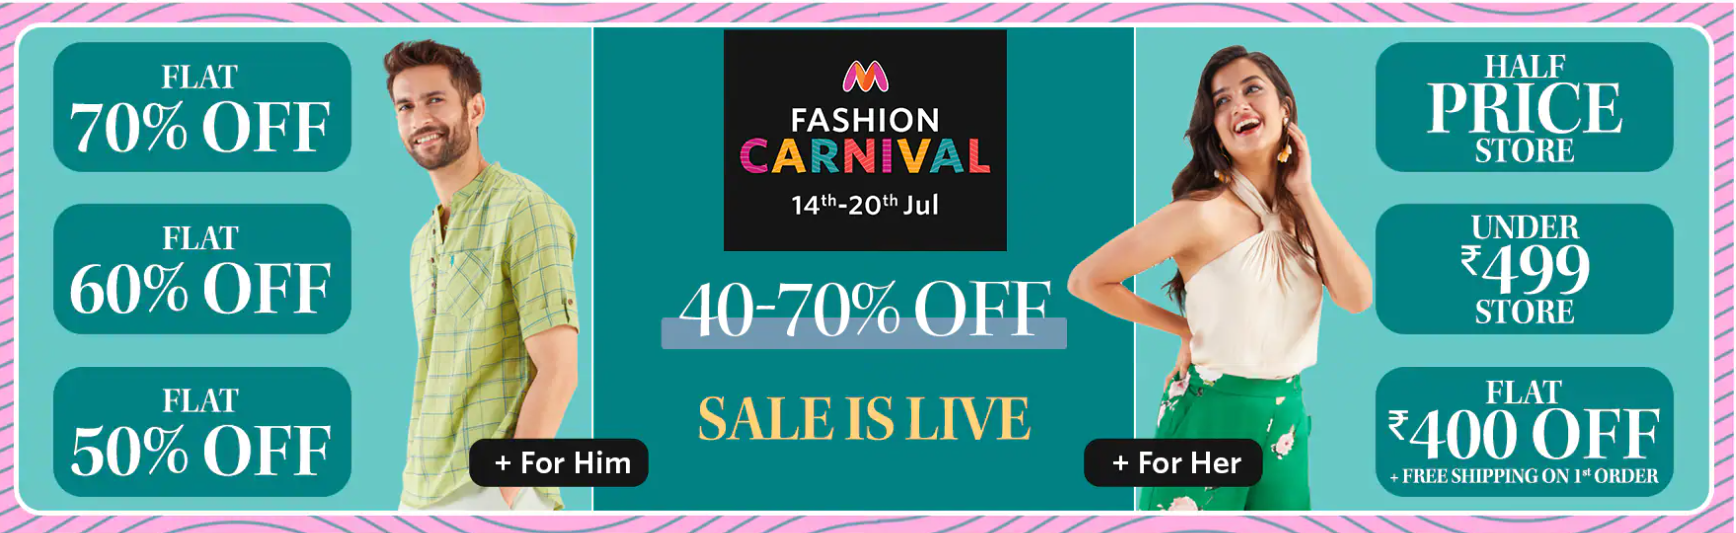 FLAT
70% OFF
FLAT
60% OFF
FLAT
50% OFF
+ For Him
FASHION
CARNIVAL
14th-20th Jul
40-70% OFF
SALE IS LIVE
+ For Her
HALF
PRICE
STORE
UNDER
₹499
STORE
FLAT
₹400 OFF
+ FREE SHIPPING ON 1st ORDER